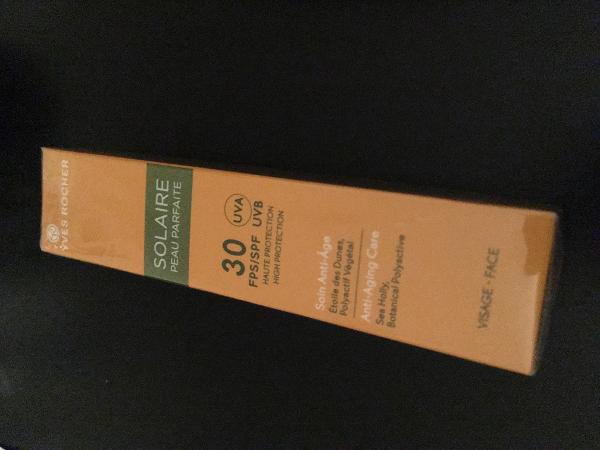 YVES ROCHER
SOLAIRE
PEAU PARFAITE
30
FPS/SPF
UVA
UVB
HAUTE PROTECTION
HIGH PROTECTION
Soin Anti-Âge
Étoile des Dunes,
Polyactif Végétal
Anti-Aging Care
Sea Holly,
Botanical Polyactive
VISAGE - FACE